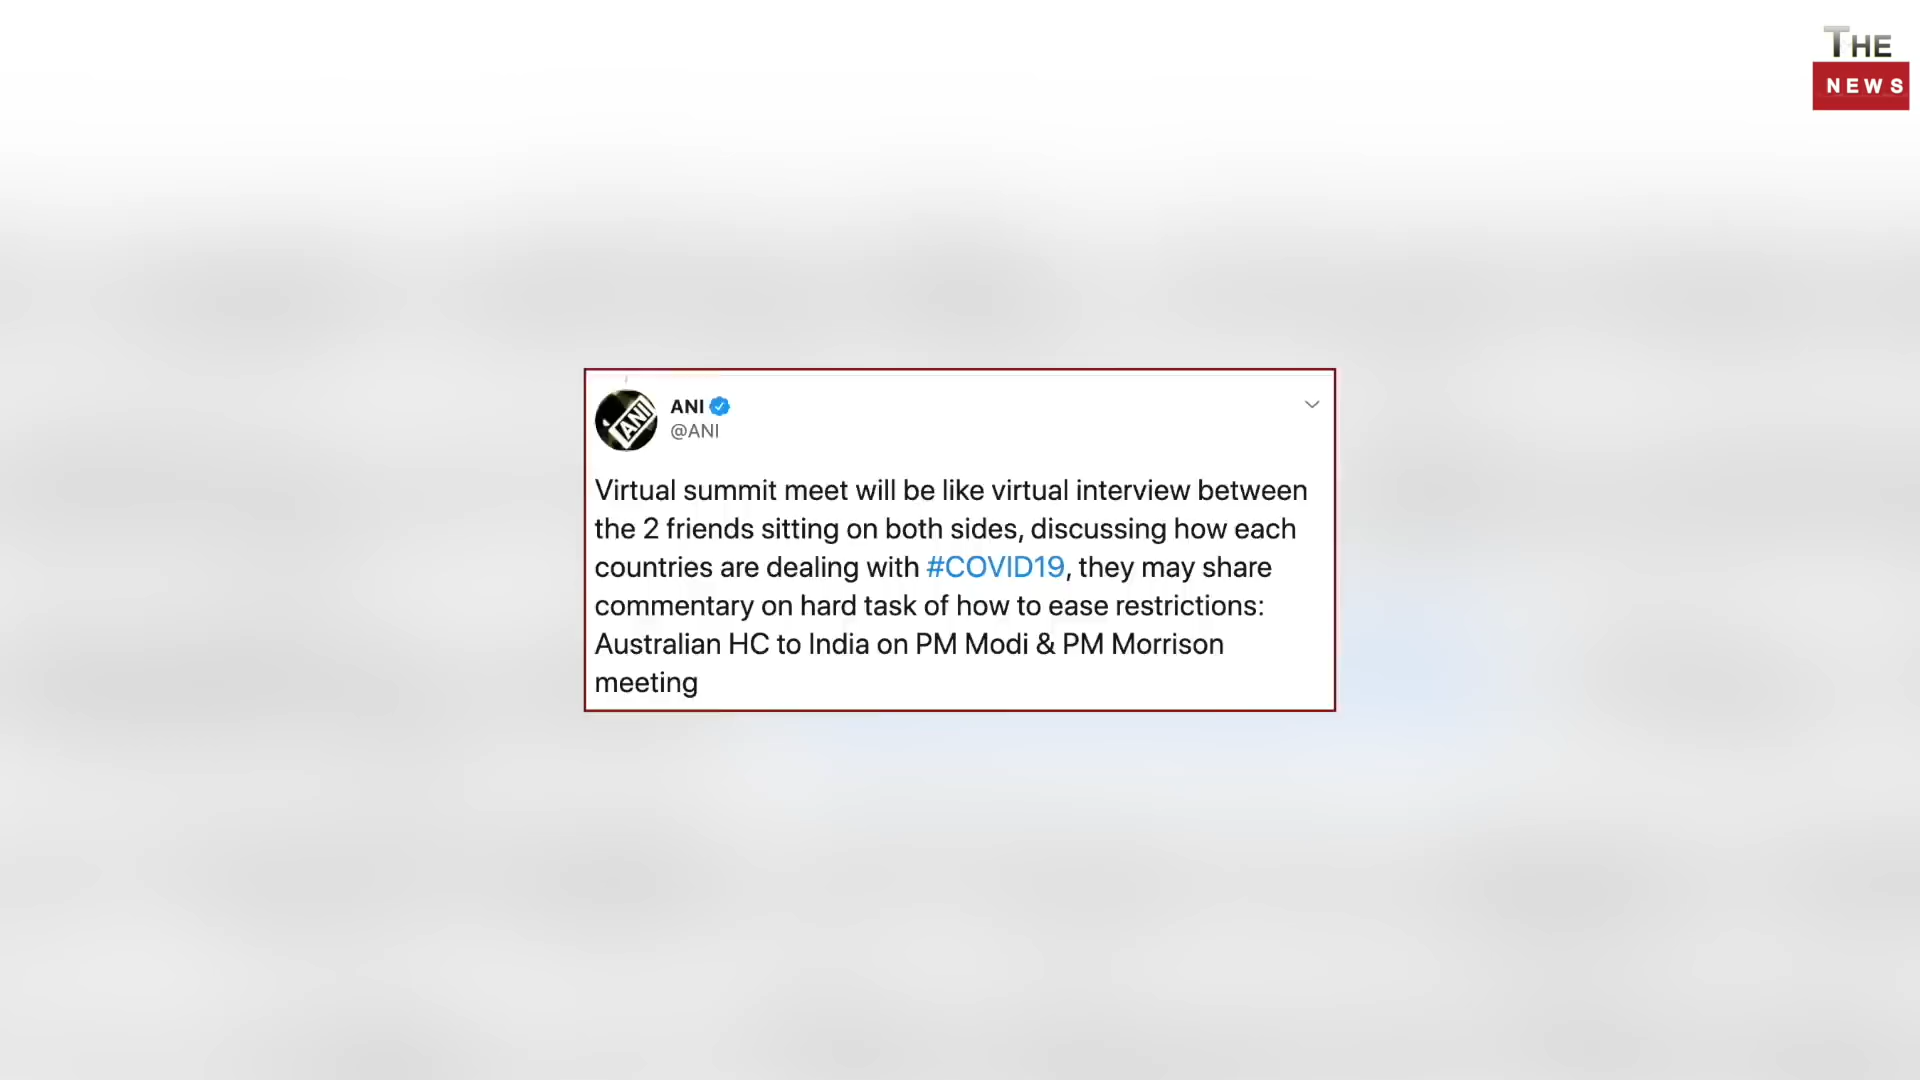 THE
NEWS
ANI
ANI
@ANI
Virtual summit meet will be like virtual interview between
the 2 friends sitting on both sides, discussing how each
countries are dealing with #COVID19, they may share
commentary on hard task of how to ease restrictions:
Australian HC to India on PM Modi & PM Morrison
meeting